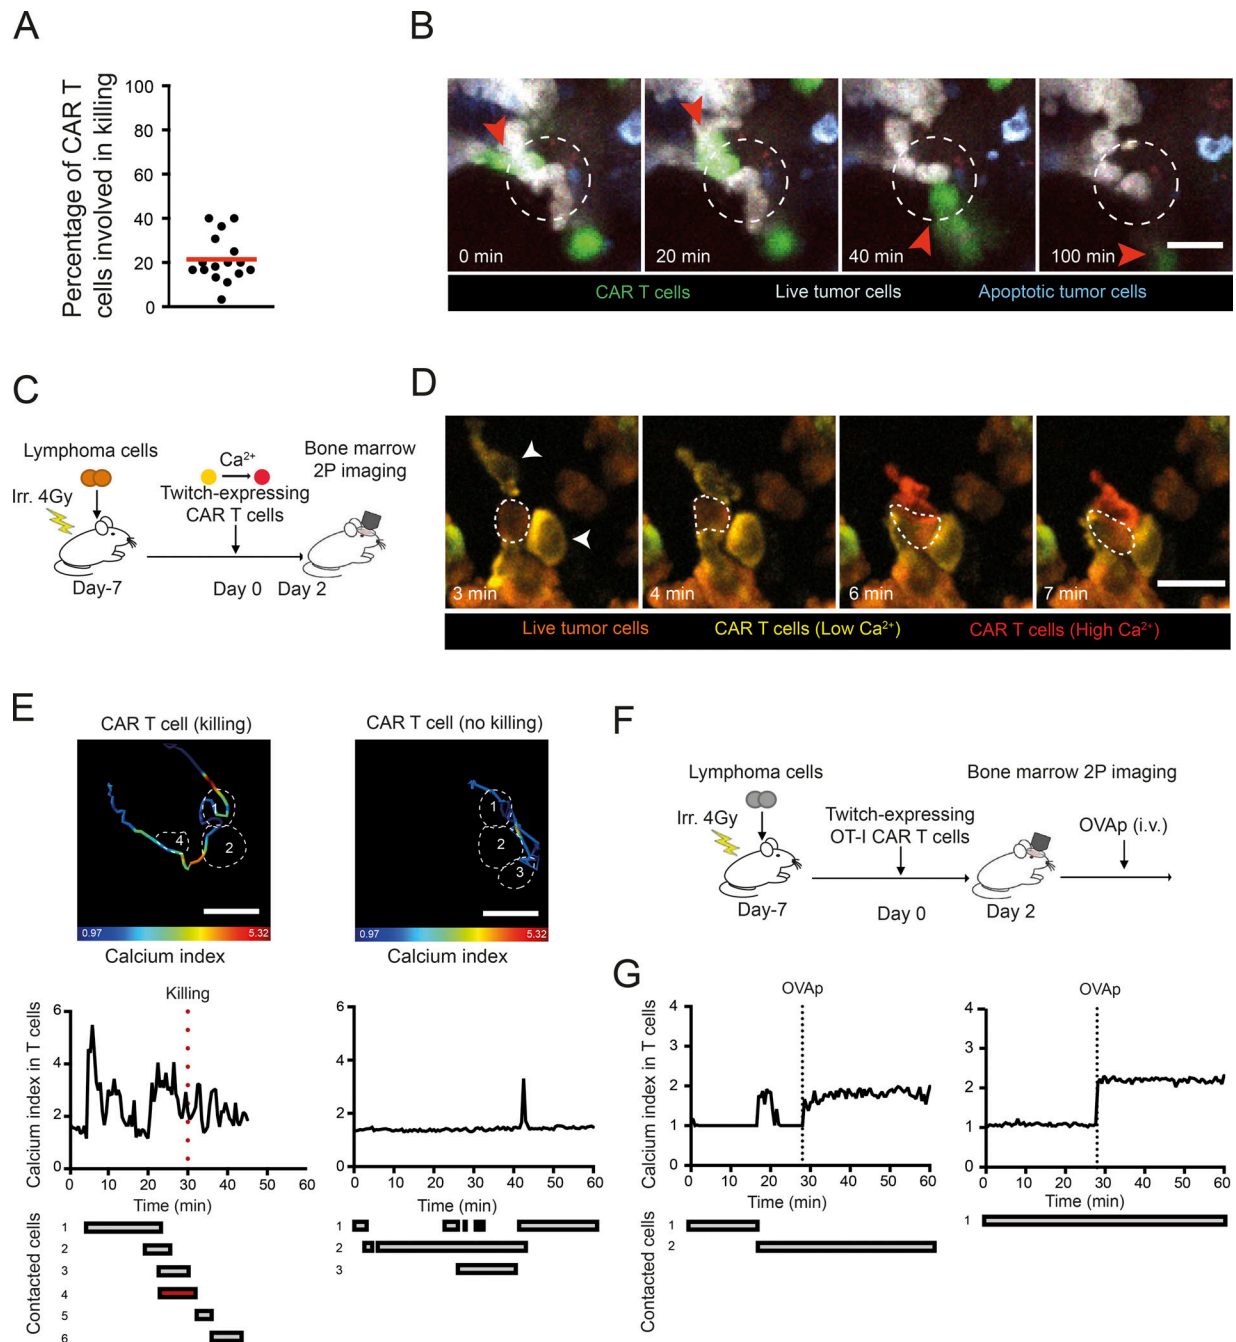 A
Percentage of CAR T
cells involved in killing
100
80
60
40
20
0
B
0 min
20 min
40 min
100 min
CAR T cells
Live tumor cells
Apoptotic tumor cells
C
Lymphoma cells
Irr. 4Gy
Ca²⁺
Twitch-expressing
CAR T cells
Bone marrow
2P imaging
Day-7
Day 0
Day 2
D
3 min
4 min
6 min
7 min
Live tumor cells
CAR T cells (Low Ca²⁺)
CAR T cells (High Ca²⁺)
E
CAR T cell (killing)
1
2
4
0.97
5.32
Calcium index
CAR T cell (no killing)
1
2
3
0.97
5.32
Calcium index
Killing
Calcium index in T cells
6
4
2
0
0 10 20 30 40 50 60
Time (min)
Contacted cells
1
2
3
4
5
6
6
4
2
0
0 10 20 30 40 50 60
Time (min)
1
2
3
F
Lymphoma cells
Irr. 4Gy
Twitch-expressing
OT-I CAR T cells
Bone marrow 2P imaging
OVAp (i.v.)
Day-7
Day 0
Day 2
G
OVAp
Calcium index in T cells
4
3
2
1
0
0 10 20 30 40 50 60
Time (min)
Contacted cells
1
2
OVAp
4
3
2
1
0
0 10 20 30 40 50 60
Time (min)
1